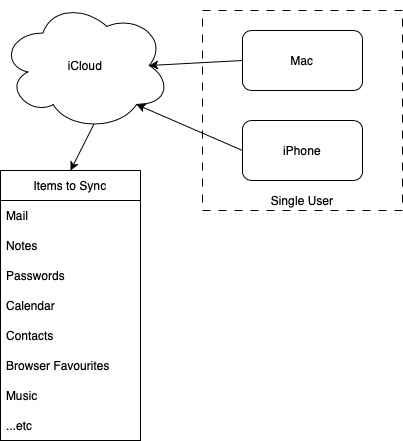 iCloud
Mac
iPhone
Single User
Items to Sync
Mail
Notes
Passwords
Calendar
Contacts
Browser Favourites
Music
...etc